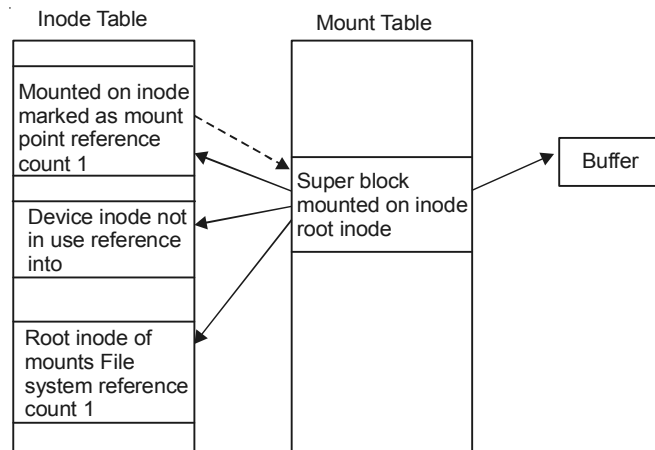 Inode Table
Mount Table
Mounted on inode
marked as mount
point reference
count 1
Device inode not
in use reference
into
Root inode of
mounts File
system reference
count 1
Super block
mounted on inode
root inode
Buffer